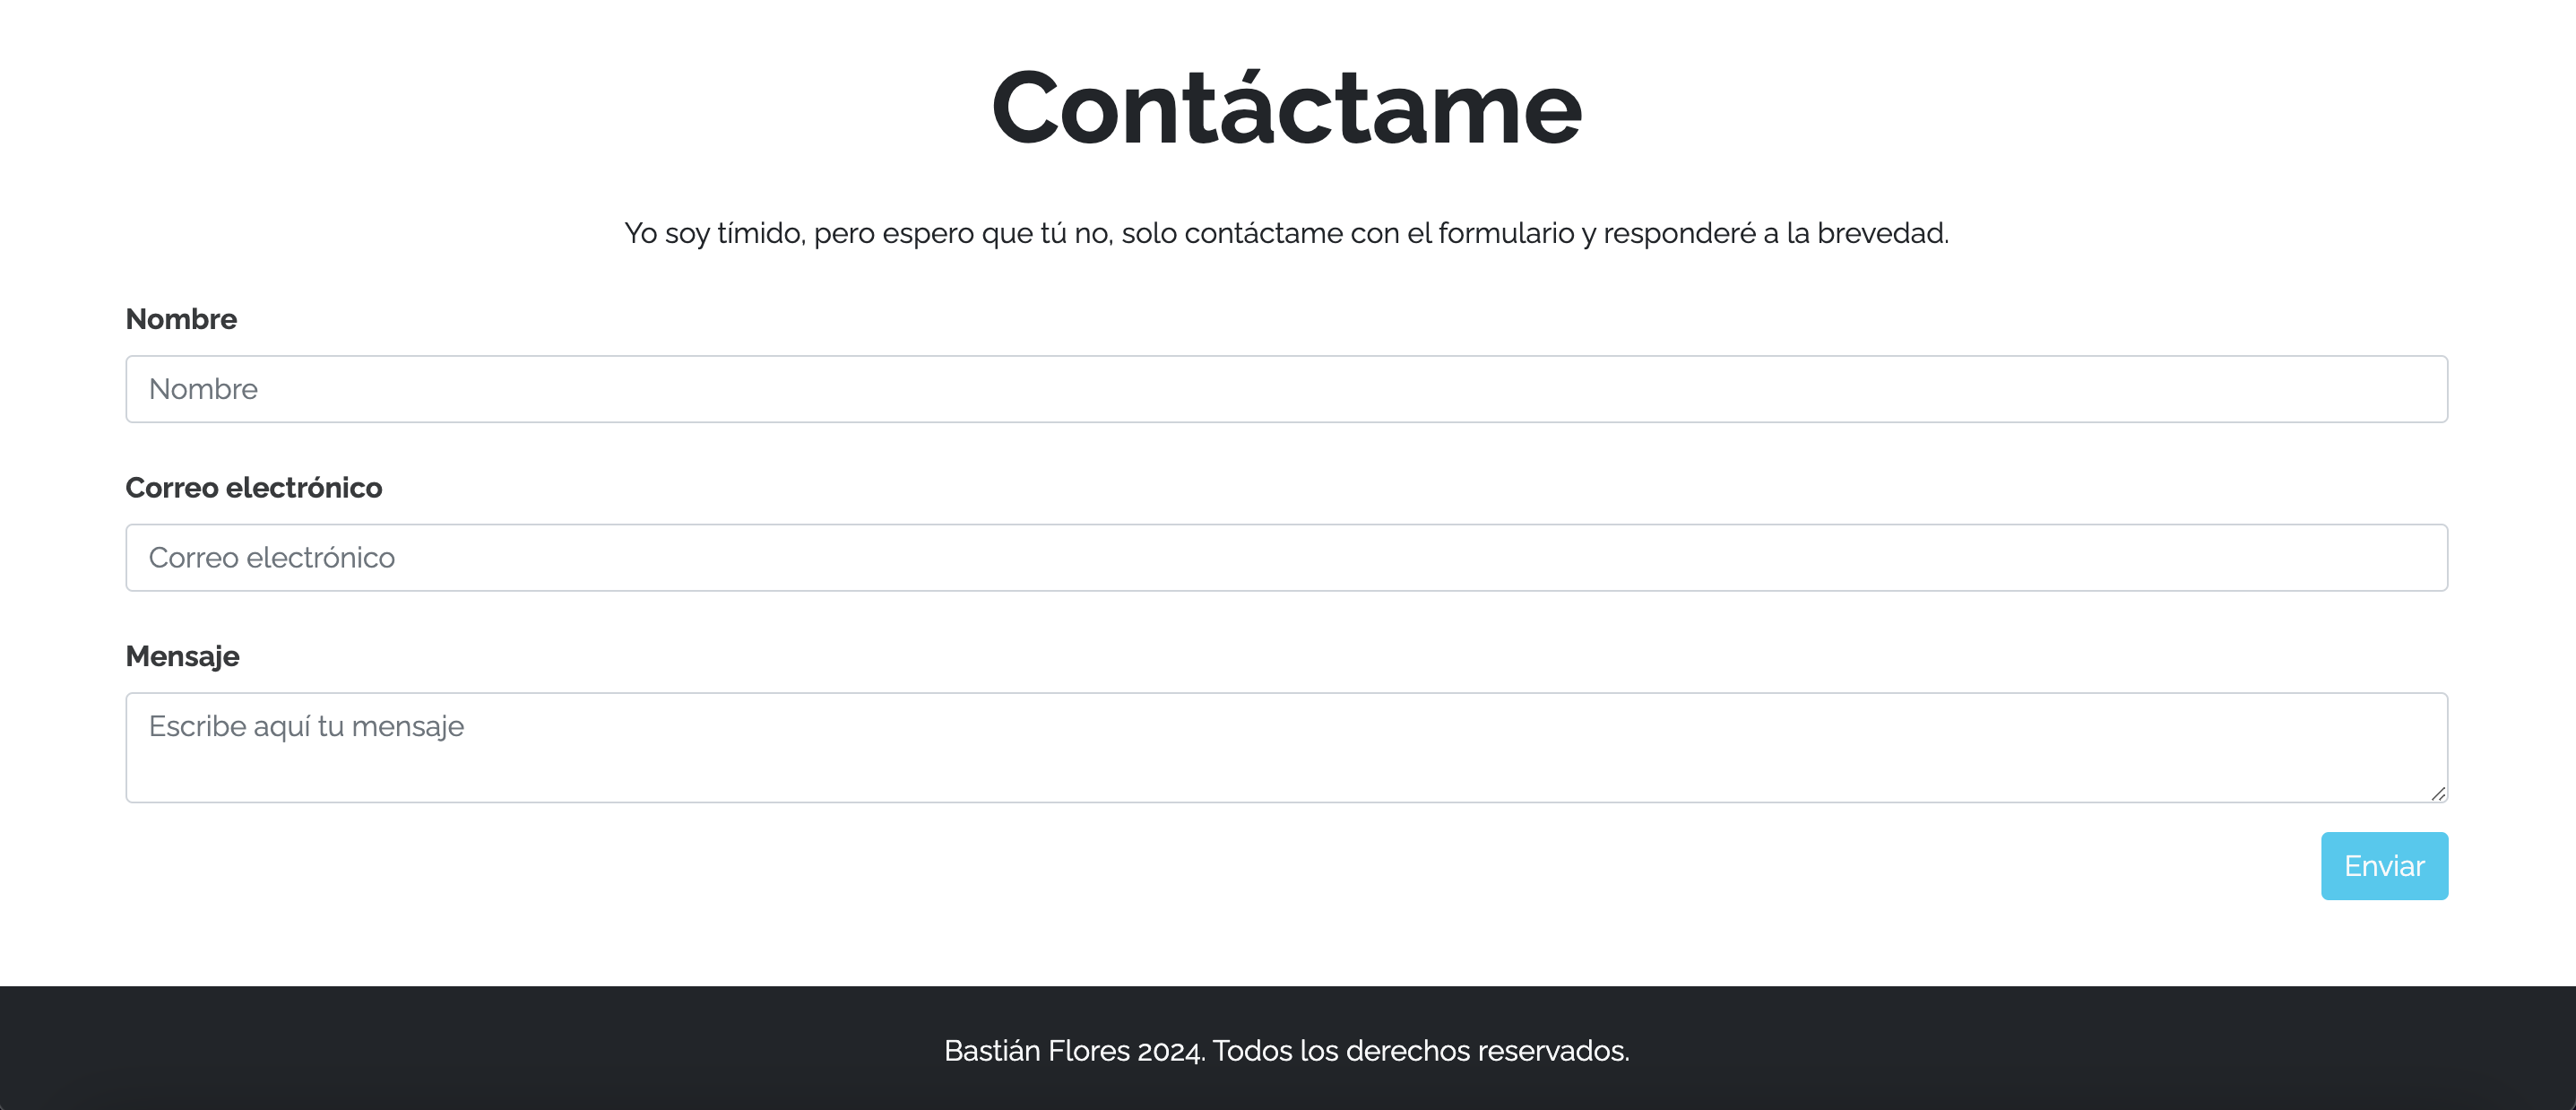 Contáctame
Yo soy tímido, pero espero que tú no, solo contáctame con el formulario y responderé a la brevedad.
Nombre
Nombre
Correo electrónico
Correo electrónico
Mensaje
Escribe aquí tu mensaje
Enviar
Bastián Flores 2024. Todos los derechos reservados.